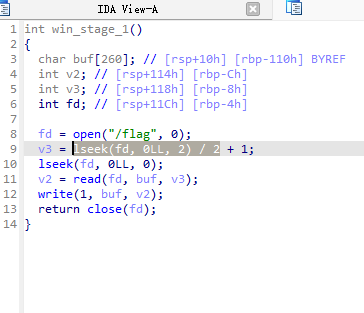 IDA View-A
1 int win_stage_1()
2 {
3 char buf[260]; // [rsp+10h] [rbp-110h] BYREF
4 int v2; // [rsp+114h] [rbp-Ch]
5 int v3; // [rsp+118h] [rbp-8h]
6 int fd; // [rsp+11Ch] [rbp-4h]
7
8 fd = open("/flag", 0);
9 v3 = lseek(fd, 0LL, 2) / 2 + 1;
10 lseek(fd, 0LL, 0);
11 v2 = read(fd, buf, v3);
12 write(1, buf, v2);
13 return close(fd);
14 }